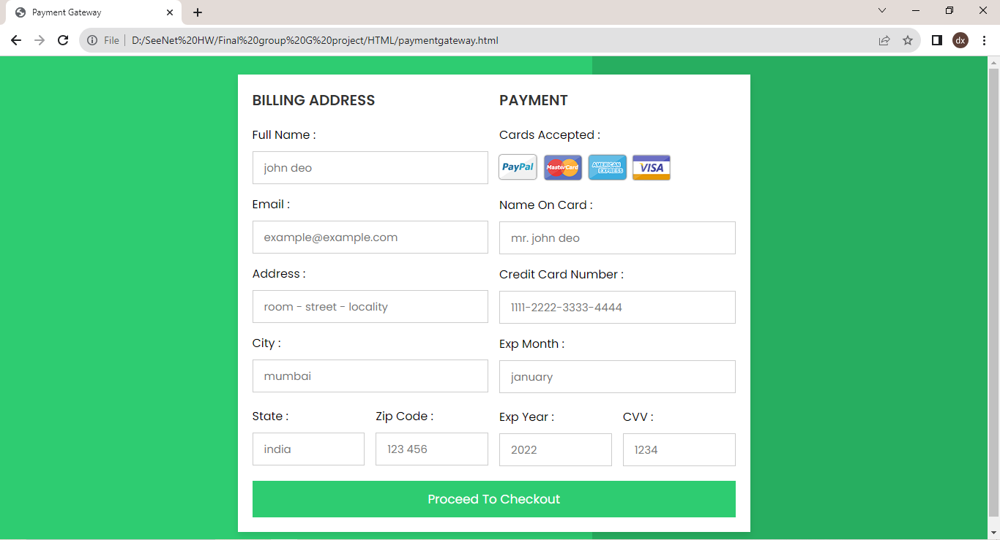 Payment Gateway
File D:/SeeNet%20HW/Final%20group%20G%20project/HTML/paymentgateway.html
dx
BILLING ADDRESS
Full Name :
john deo
Email :
example@example.com
Address :
room - street - locality
City :
mumbai
State :
india
Zip Code :
123 456
PAYMENT
Cards Accepted :
PayPal MasterCard AMERICAN EXPRESS VISA
Name On Card :
mr. john deo
Credit Card Number :
1111-2222-3333-4444
Exp Month :
january
Exp Year :
2022
CVV :
1234
Proceed To Checkout